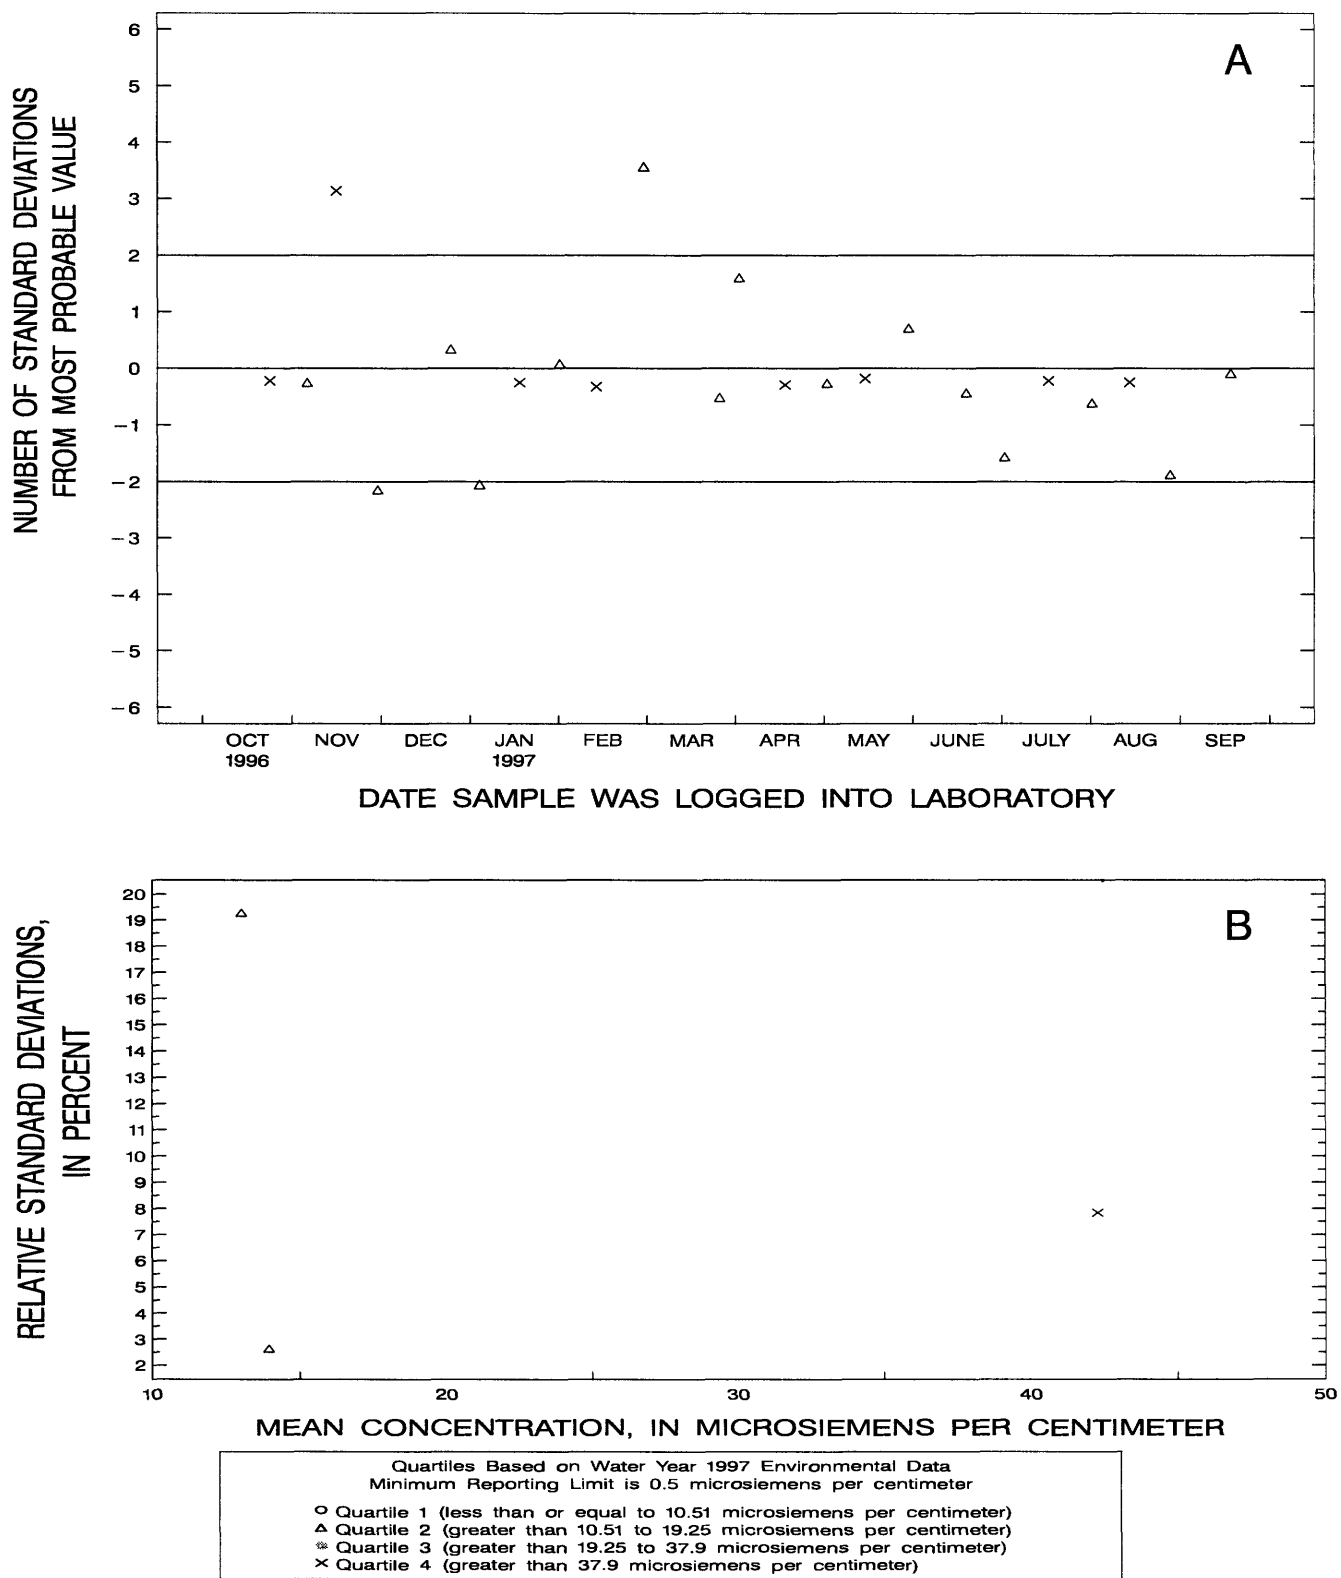 A
NUMBER OF STANDARD DEVIATIONS
FROM MOST PROBABLE VALUE
6
5
4
3
2
1
0
−1
−2
−3
−4
−5
−6
OCT NOV DEC JAN FEB MAR APR MAY JUNE JULY AUG SEP
1996 1997
DATE SAMPLE WAS LOGGED INTO LABORATORY
B
RELATIVE STANDARD DEVIATIONS,
IN PERCENT
20
19
18
17
16
15
14
13
12
11
10
9
8
7
6
5
4
3
2
10 20 30 40 50
MEAN CONCENTRATION, IN MICROSIEMENS PER CENTIMETER
Quartiles Based on Water Year 1997 Environmental Data
Minimum Reporting Limit is 0.5 microsiemens per centimeter
Quartile 1 (less than or equal to 10.51 microsiemens per centimeter)
Quartile 2 (greater than 10.51 to 19.25 microsiemens per centimeter)
Quartile 3 (greater than 19.25 to 37.9 microsiemens per centimeter)
Quartile 4 (greater than 37.9 microsiemens per centimeter)